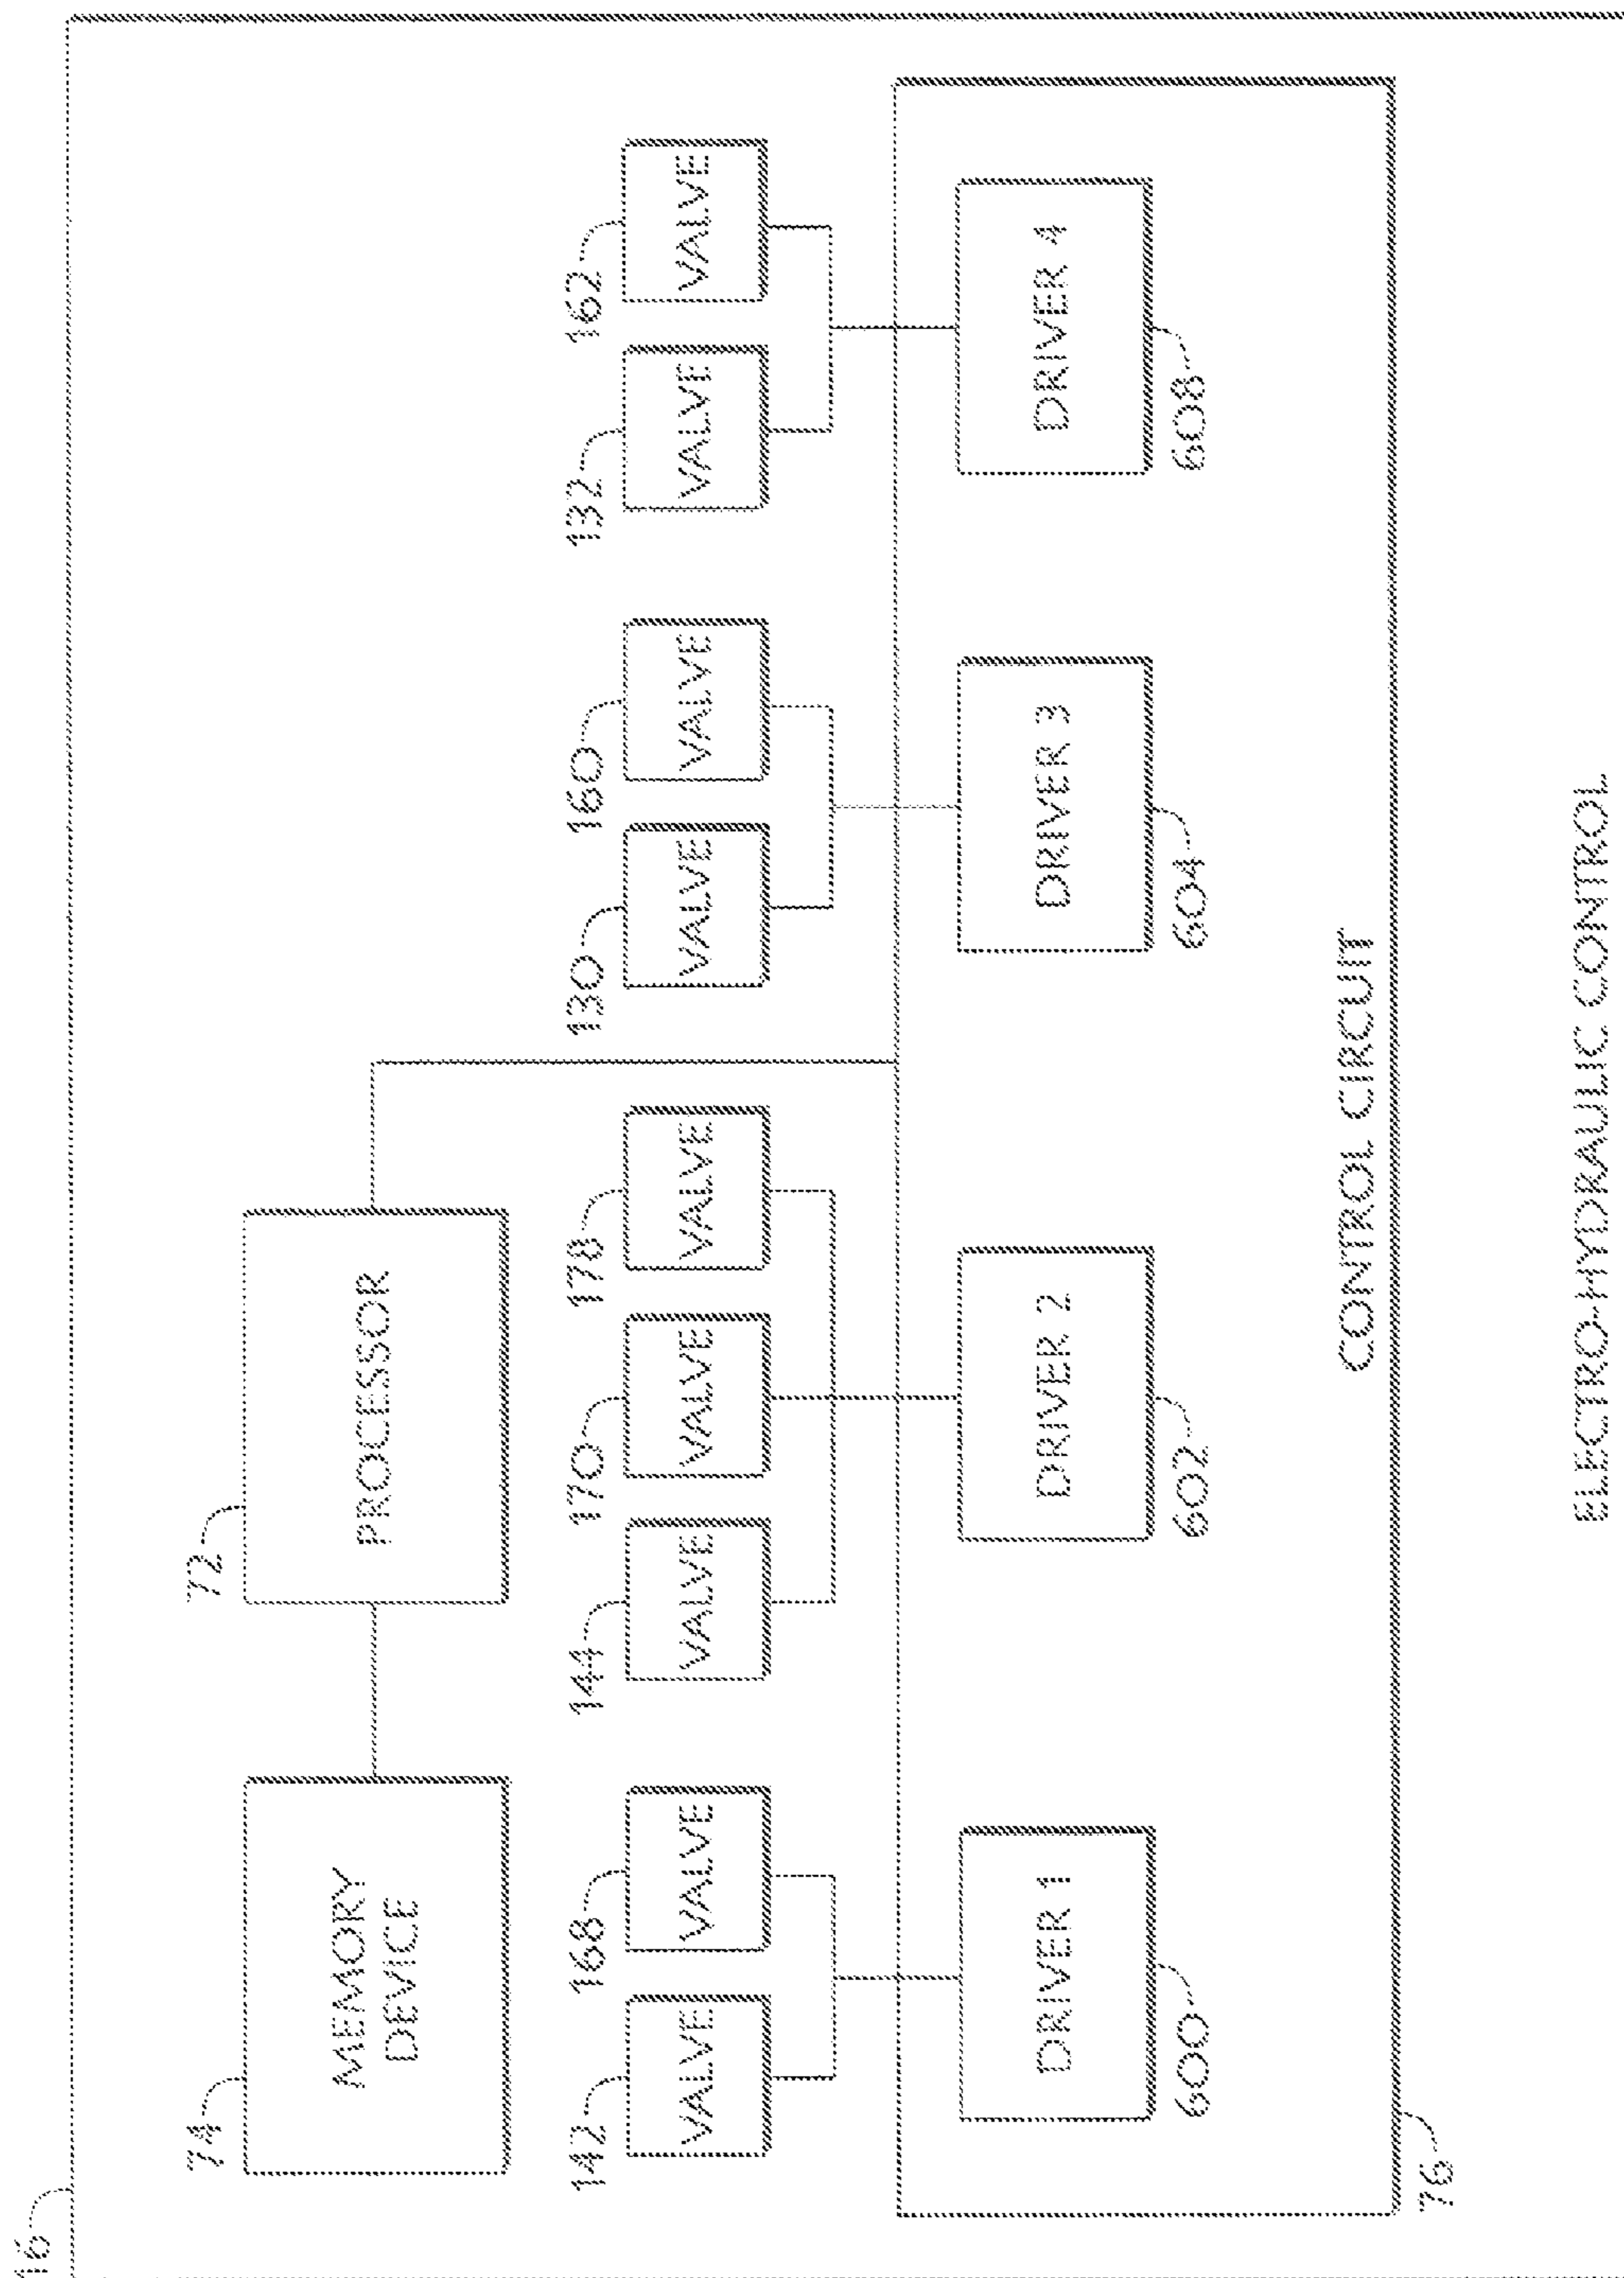 72
74
PROCESSOR
MEMORY
DEVICE
142
168
144
170
178
130
160
132
162
VALVE
VALVE
VALVE
VALVE
VALVE
VALVE
VALVE
VALVE
VALVE
DRIVER 1
DRIVER 2
DRIVER 3
DRIVER 4
600
602
604
608
CONTROL CIRCUIT
76
ELECTRO-HYDRAULIC CONTROL